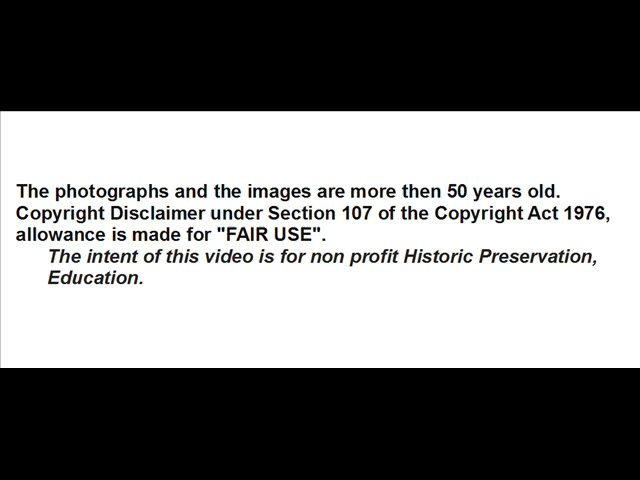 The photographs and the images are more then 50 years old.
Copyright Disclaimer under Section 107 of the Copyright Act 1976,
allowance is made for "FAIR USE".
The intent of this video is for non profit Historic Preservation,
Education.